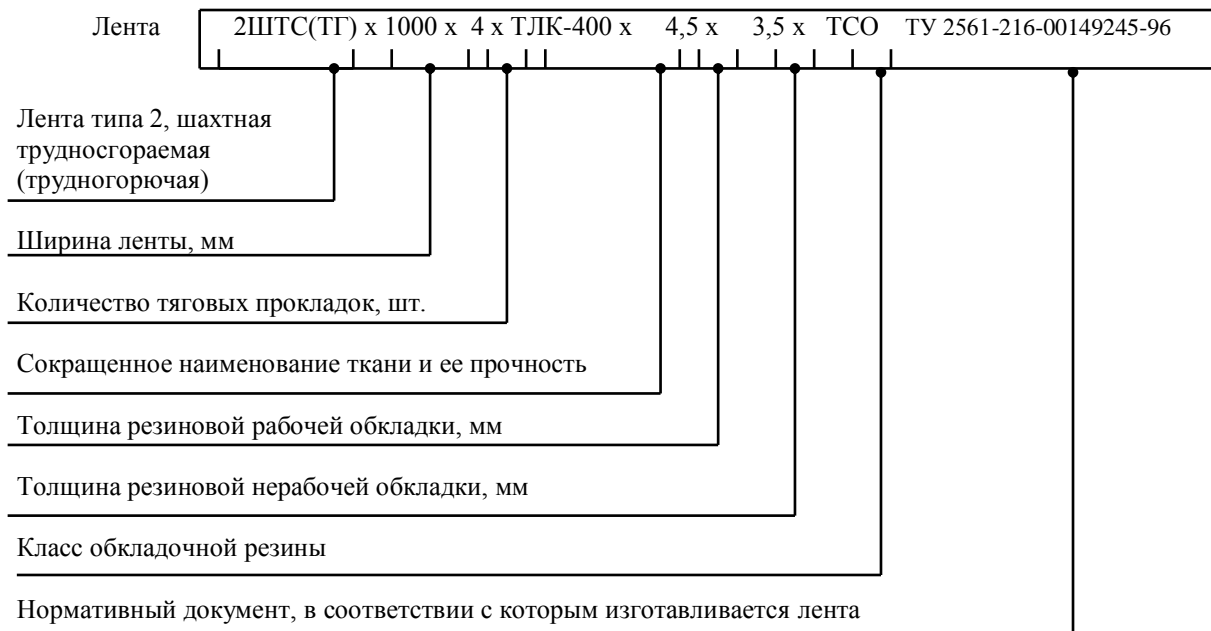 Лента 2ШТС(ТГ) х 1000 х 4 х ТЛК-400 х 4,5 х 3,5 х ТСО ТУ 2561-216-00149245-96
Лента типа 2, шахтная
трудносгораемая
(трудногорючая)
Ширина ленты, мм
Количество тяговых прокладок, шт.
Сокращенное наименование ткани и ее прочность
Толщина резиновой рабочей обкладки, мм
Толщина резиновой нерабочей обкладки, мм
Класс обкладочной резины
Нормативный документ, в соответствии с которым изготавливается лента